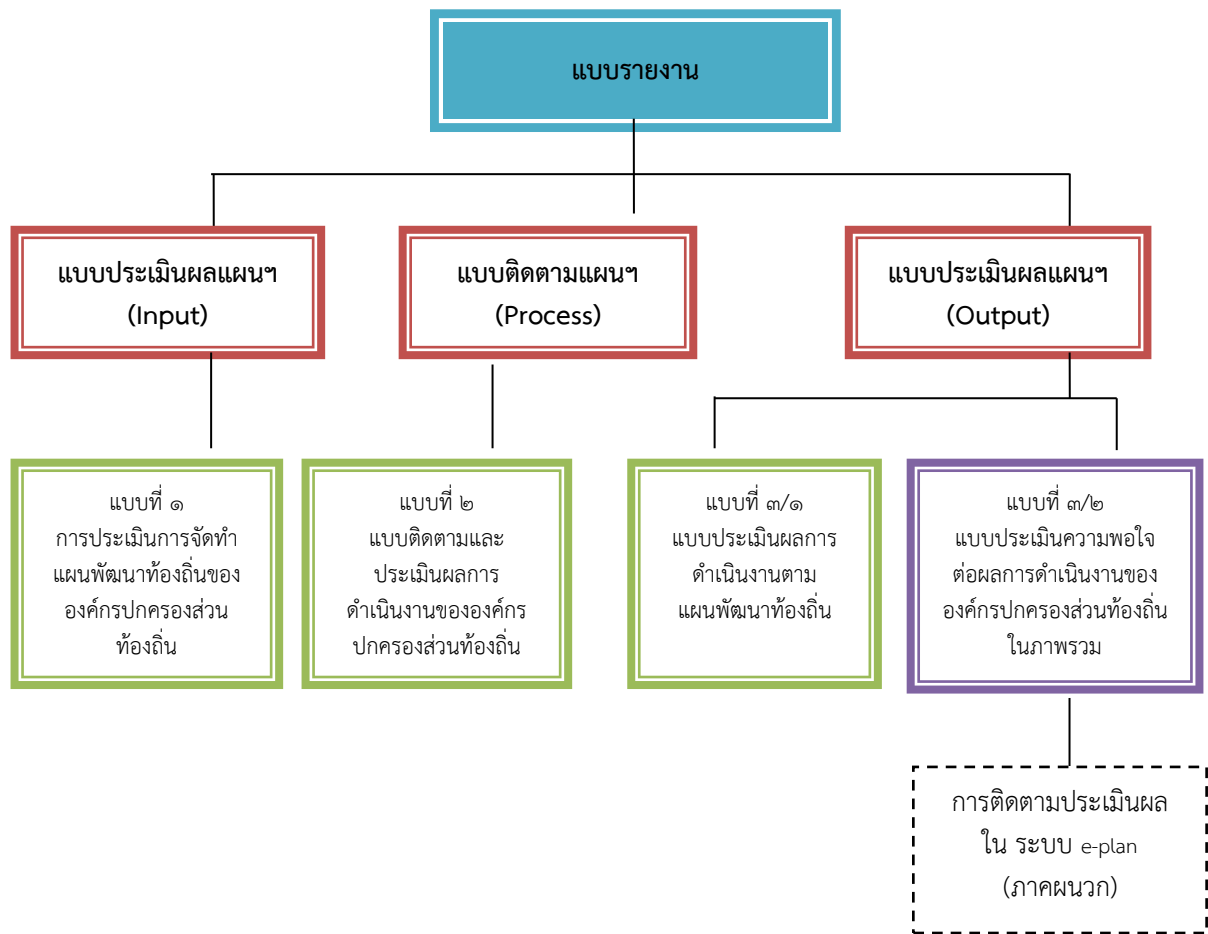 แบบรายงาน
แบบประเมินผลแผนฯ
(Input)
แบบติดตามแผนฯ
(Process)
แบบประเมินผลแผนฯ
(Output)
แบบที่ ๑
การประเมินการจัดทำ
แผนพัฒนาท้องถิ่นของ
องค์กรปกครองส่วน
ท้องถิ่น
แบบที่ ๒
แบบติดตามและ
ประเมินผลการ
ดำเนินงานขององค์กร
ปกครองส่วนท้องถิ่น
แบบที่ ๓/๑
แบบประเมินผลการ
ดำเนินงานตาม
แผนพัฒนาท้องถิ่น
แบบที่ ๓/๒
แบบประเมินความพอใจ
ต่อผลการดำเนินงานของ
องค์กรปกครองส่วนท้องถิ่น
ในภาพรวม
การติดตามประเมินผล
ใน ระบบ e-plan
(ภาคผนวก)